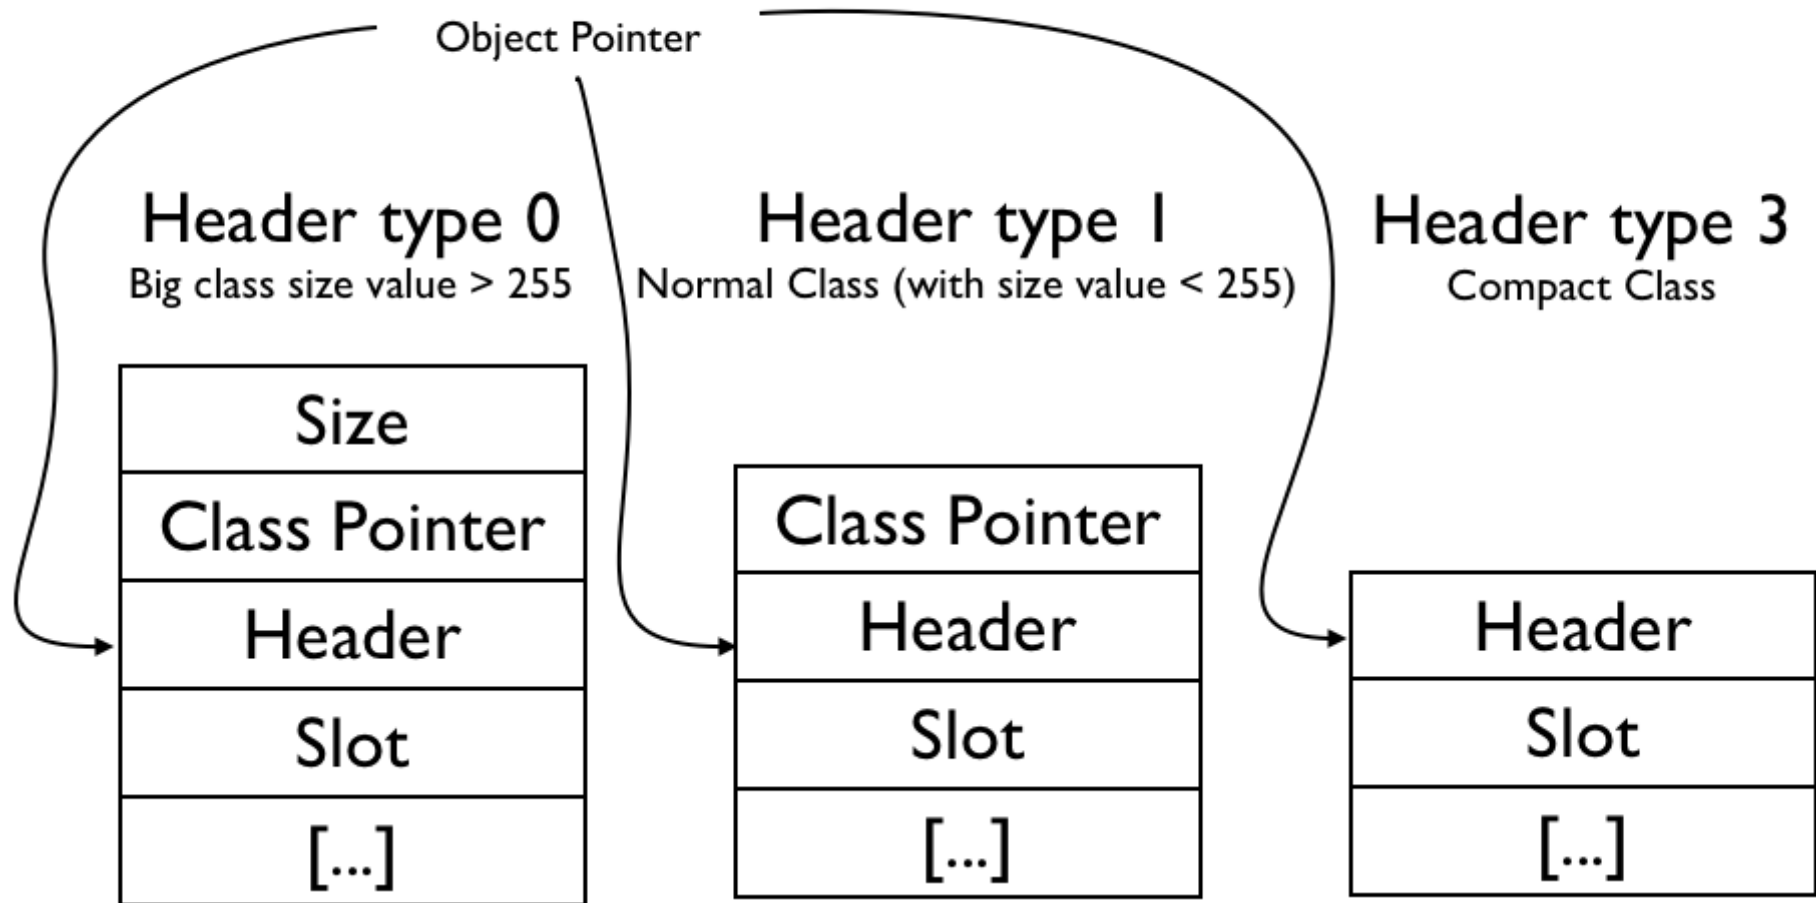 Object Pointer
Header type 0
Big class size value > 255
Size
Class Pointer
Header
Slot
[...]
Header type 1
Normal Class (with size value < 255)
Class Pointer
Header
Slot
[...]
Header type 3
Compact Class
Header
Slot
[...]